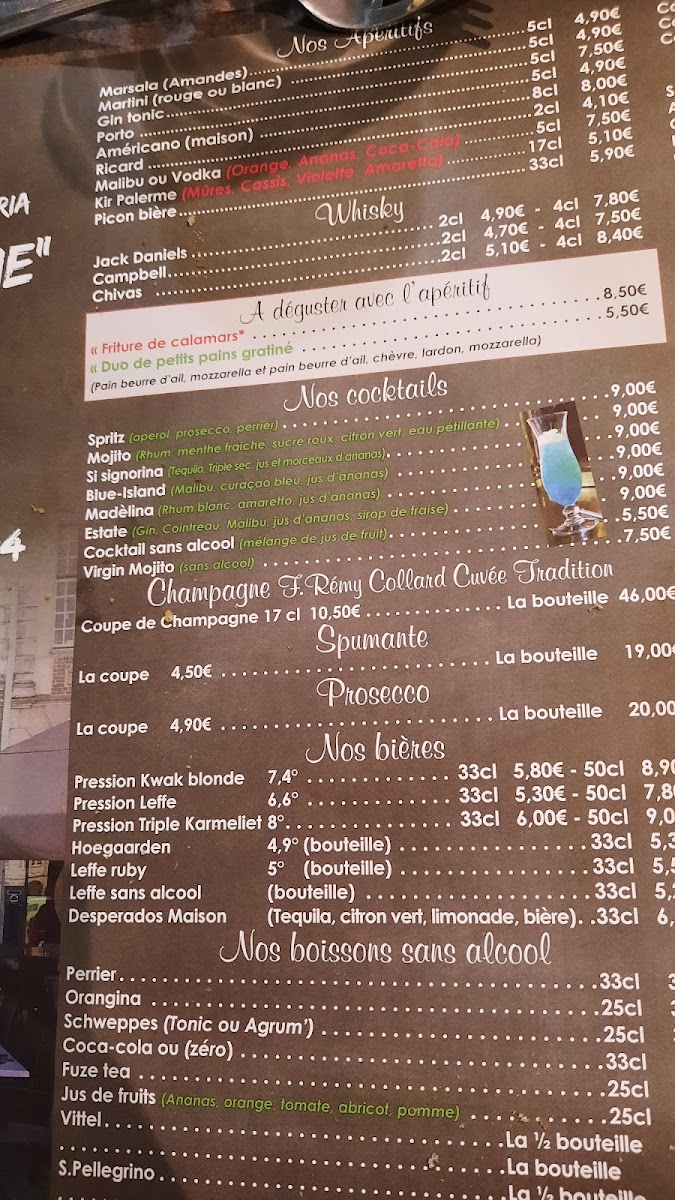 Nos Apéritifs
Marsala (Amandes) 5cl 4,90€
Martini (rouge ou blanc) 5cl 4,90€
Gin tonic 5cl 7,50€
Porto 5cl 4,90€
Américano (maison) 8cl 8,00€
Ricard 2cl 4,10€
Malibu ou Vodka (Orange, Ananas, Coca-Cola) 5cl 7,50€
Kir Palerme (Mûres, Cassis, Violette, Amaretto) 17cl 5,10€
Picon bière 33cl 5,90€
RIA
E"
4
Whisky
Jack Daniels 2cl 4,90€ - 4cl 7,80€
Campbell 2cl 4,70€ - 4cl 7,50€
Chivas 2cl 5,10€ - 4cl 8,40€
A déguster avec l'apéritif
« Friture de calamars* 8,50€
« Duo de petits pains gratiné 5,50€
(Pain beurre d'ail, mozzarella et pain beurre d'ail, chèvre, lardon, mozzarella)
Nos cocktails
Spritz (aperol, prosecco, perrier) 9,00€
Mojito (Rhum, menthe fraîche, sucre roux, citron vert, eau pétillante) 9,00€
Si signorina (Tequila, Triple sec, jus et morceaux d'ananas) 9,00€
Blue-Island (Malibu, curaçao bleu, jus d'ananas) 9,00€
Madèlina (Rhum blanc, amaretto, jus d'ananas) 9,00€
Estate (Gin, Cointreau, Malibu, jus d'ananas, sirop de fraise) 9,00€
Cocktail sans alcool (mélange de jus de fruit) 5,50€
Virgin Mojito (sans alcool) 7,50€
Champagne F.Rémy Collard Cuvée Tradition
Coupe de Champagne 17 cl 10,50€ La bouteille 46,00€
Spumante
La coupe 4,50€ La bouteille 19,00€
Prosecco
La coupe 4,90€ La bouteille 20,00
Nos bières
Pression Kwak blonde 7,4° 33cl 5,80€ - 50cl 8,90
Pression Leffe 6,6° 33cl 5,30€ - 50cl 7,8
Pression Triple Karmeliet 8° 33cl 6,00€ - 50cl 9,0
Hoegaarden 4,9° (bouteille) 33cl 5,3
Leffe ruby 5° (bouteille) 33cl 5,5
Leffe sans alcool (bouteille) 33cl 5,
Desperados Maison (Tequila, citron vert, limonade, bière) 33cl 6,
Nos boissons sans alcool
Perrier 33cl
Orangina 25cl
Schweppes (Tonic ou Agrum') 25cl
Coca-cola ou (zéro) 33cl
Fuze tea 25cl
Jus de fruits (Ananas, orange, tomate, abricot, pomme) 25cl
Vittel La ½ bouteille
La bouteille
S.Pellegrino La ½ bouteille